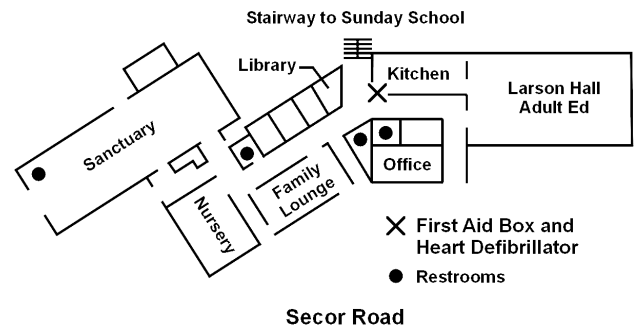 Stairway to Sunday School
Library
Kitchen
Larson Hall
Adult Ed
Sanctuary
Office
Family
Lounge
Nursery
First Aid Box and
Heart Defibrillator
Restrooms
Secor Road